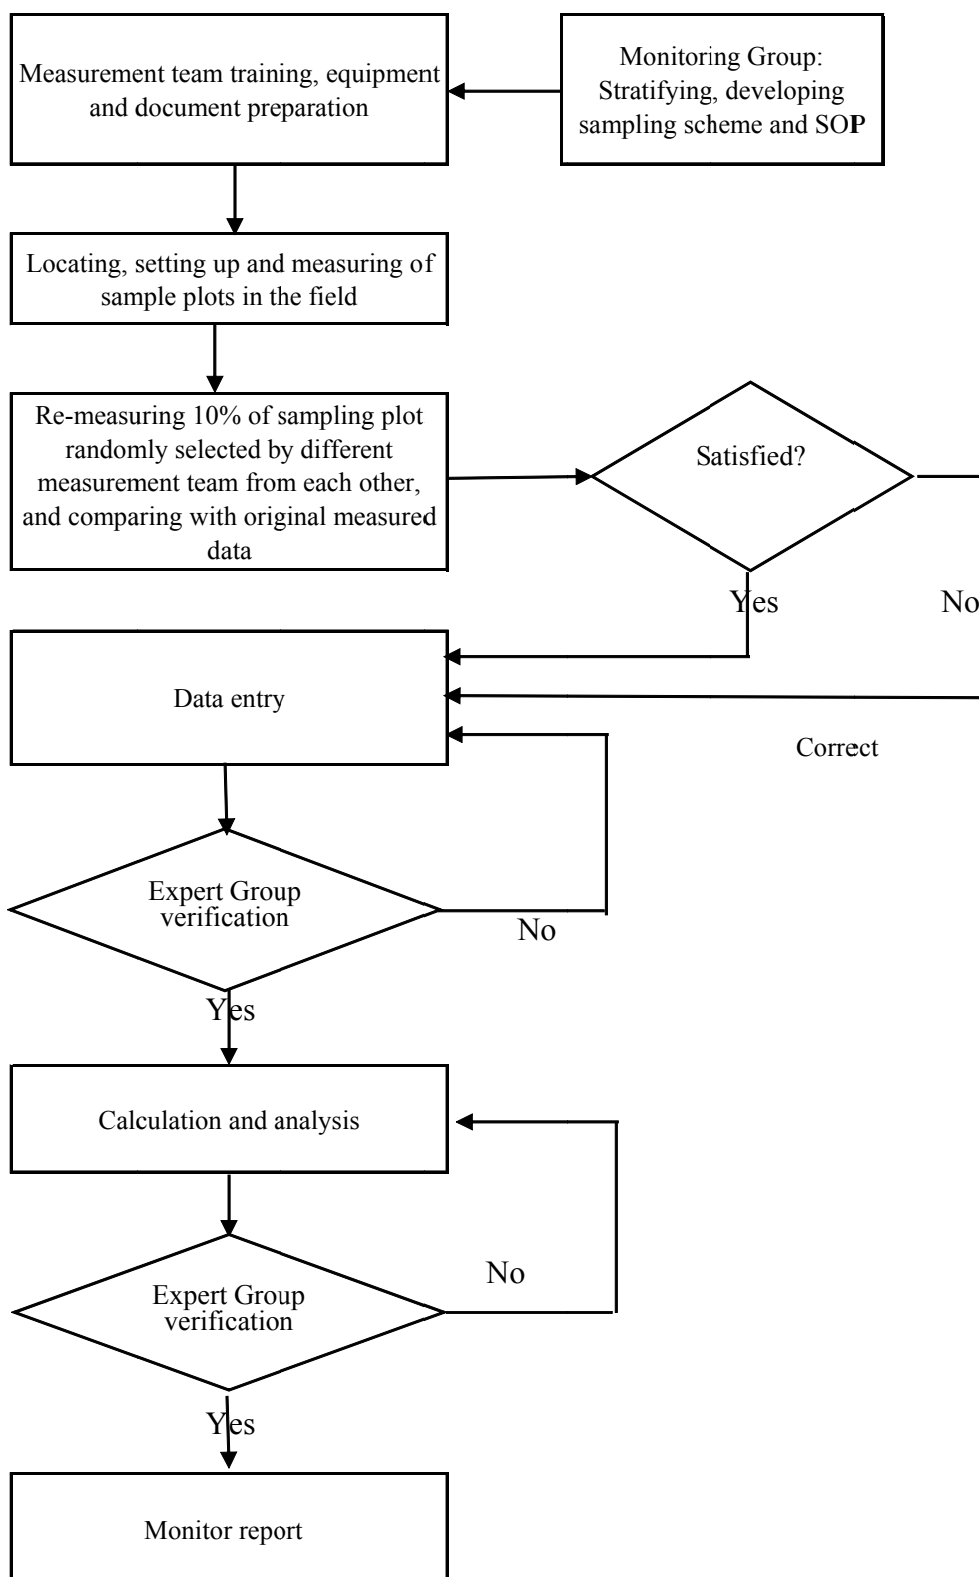 Measurement team training, equipment
and document preparation
Monitoring Group:
Stratifying, developing
sampling scheme and SOP
Locating, setting up and measuring of
sample plots in the field
Re-measuring 10% of sampling plot
randomly selected by different
measurement team from each other,
and comparing with original measured
data
Satisfied?
Yes
No
Data entry
Correct
Expert Group
verification
No
Yes
Calculation and analysis
Expert Group
verification
No
Yes
Monitor report